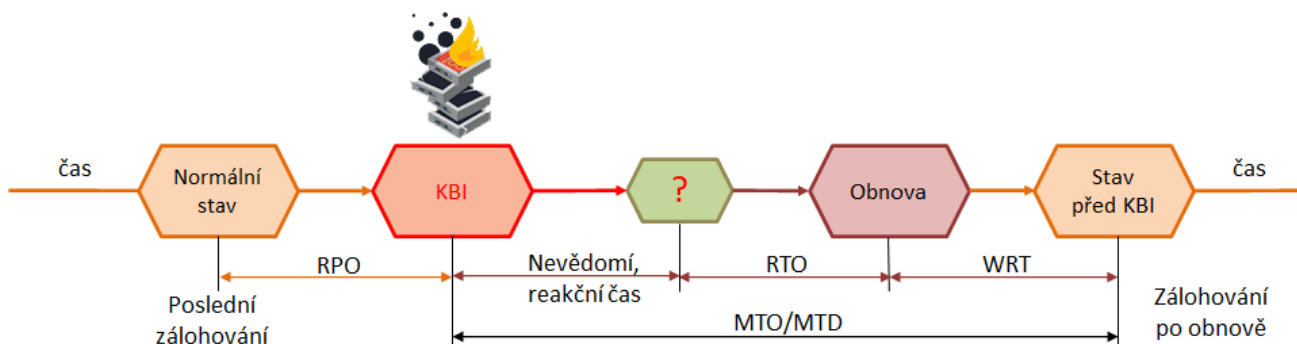 čas
Normální
stav
KBI
?
Obnova
Stav
před KBI
čas
RPO
Nevědomí,
reakční čas
RTO
WRT
Poslední
zálohování
MTO/MTD
Zálohování
po obnově